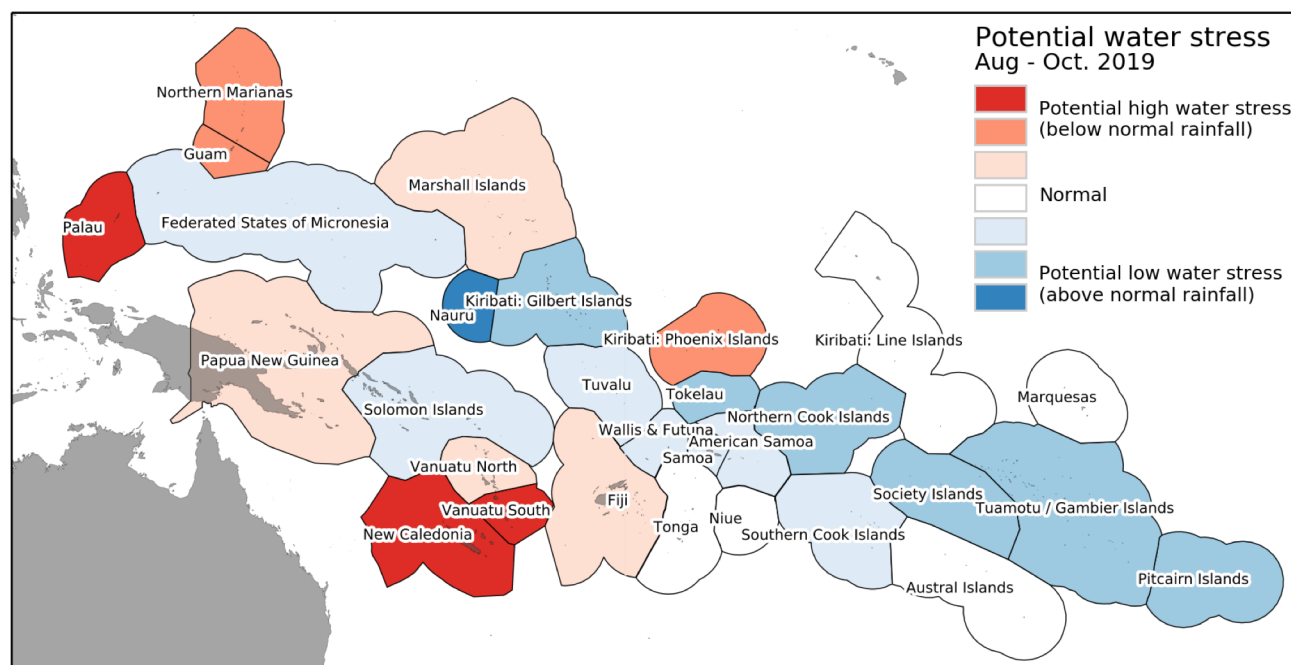 Potential water stress
Aug - Oct. 2019
Potential high water stress
(below normal rainfall)
Normal
Potential low water stress
(above normal rainfall)
Northern Marianas
Guam
Marshall Islands
Palau
Federated States of Micronesia
Kiribati: Gilbert Islands
Nauru
Kiribati: Phoenix Islands
Kiribati: Line Islands
Papua New Guinea
Tuvalu
Tokelau
Marquesas
Solomon Islands
Northern Cook Islands
Wallis & Futuna
American Samoa
Samoa
Vanuatu North
Society Islands
Fiji
Vanuatu South
Tuamotu / Gambier Islands
Niue
Tonga
New Caledonia
Southern Cook Islands
Pitcairn Islands
Austral Islands